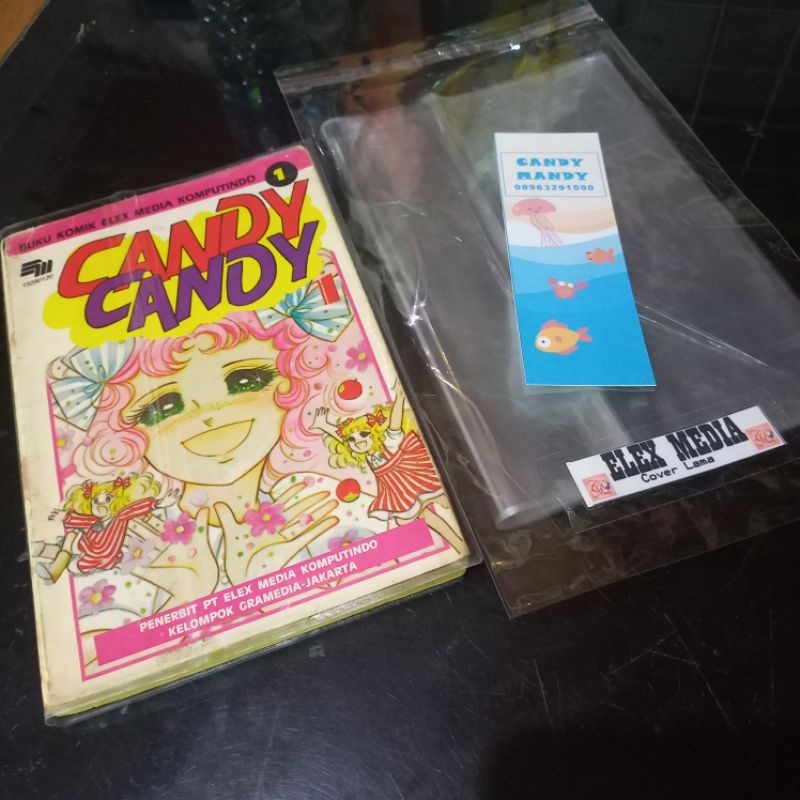 BUKU KOMIK ELEX MEDIA KOMPUTINDO
1
CANDY
CANDY
1
15090120
PENERBIT PT ELEX MEDIA KOMPUTINDO
KELOMPOK GRAMEDIA-JAKARTA
CANDY
MANDY
08963291090
ELEX MEDIA
Cover Lama